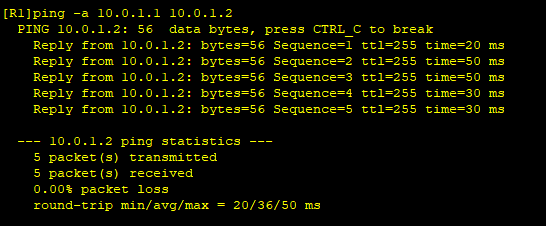 [R1]ping -a 10.0.1.1 10.0.1.2
PING 10.0.1.2: 56  data bytes, press CTRL_C to break
Reply from 10.0.1.2: bytes=56 Sequence=1 ttl=255 time=20 ms
Reply from 10.0.1.2: bytes=56 Sequence=2 ttl=255 time=50 ms
Reply from 10.0.1.2: bytes=56 Sequence=3 ttl=255 time=50 ms
Reply from 10.0.1.2: bytes=56 Sequence=4 ttl=255 time=30 ms
Reply from 10.0.1.2: bytes=56 Sequence=5 ttl=255 time=30 ms
--- 10.0.1.2 ping statistics ---
5 packet(s) transmitted
5 packet(s) received
0.00% packet loss
round-trip min/avg/max = 20/36/50 ms